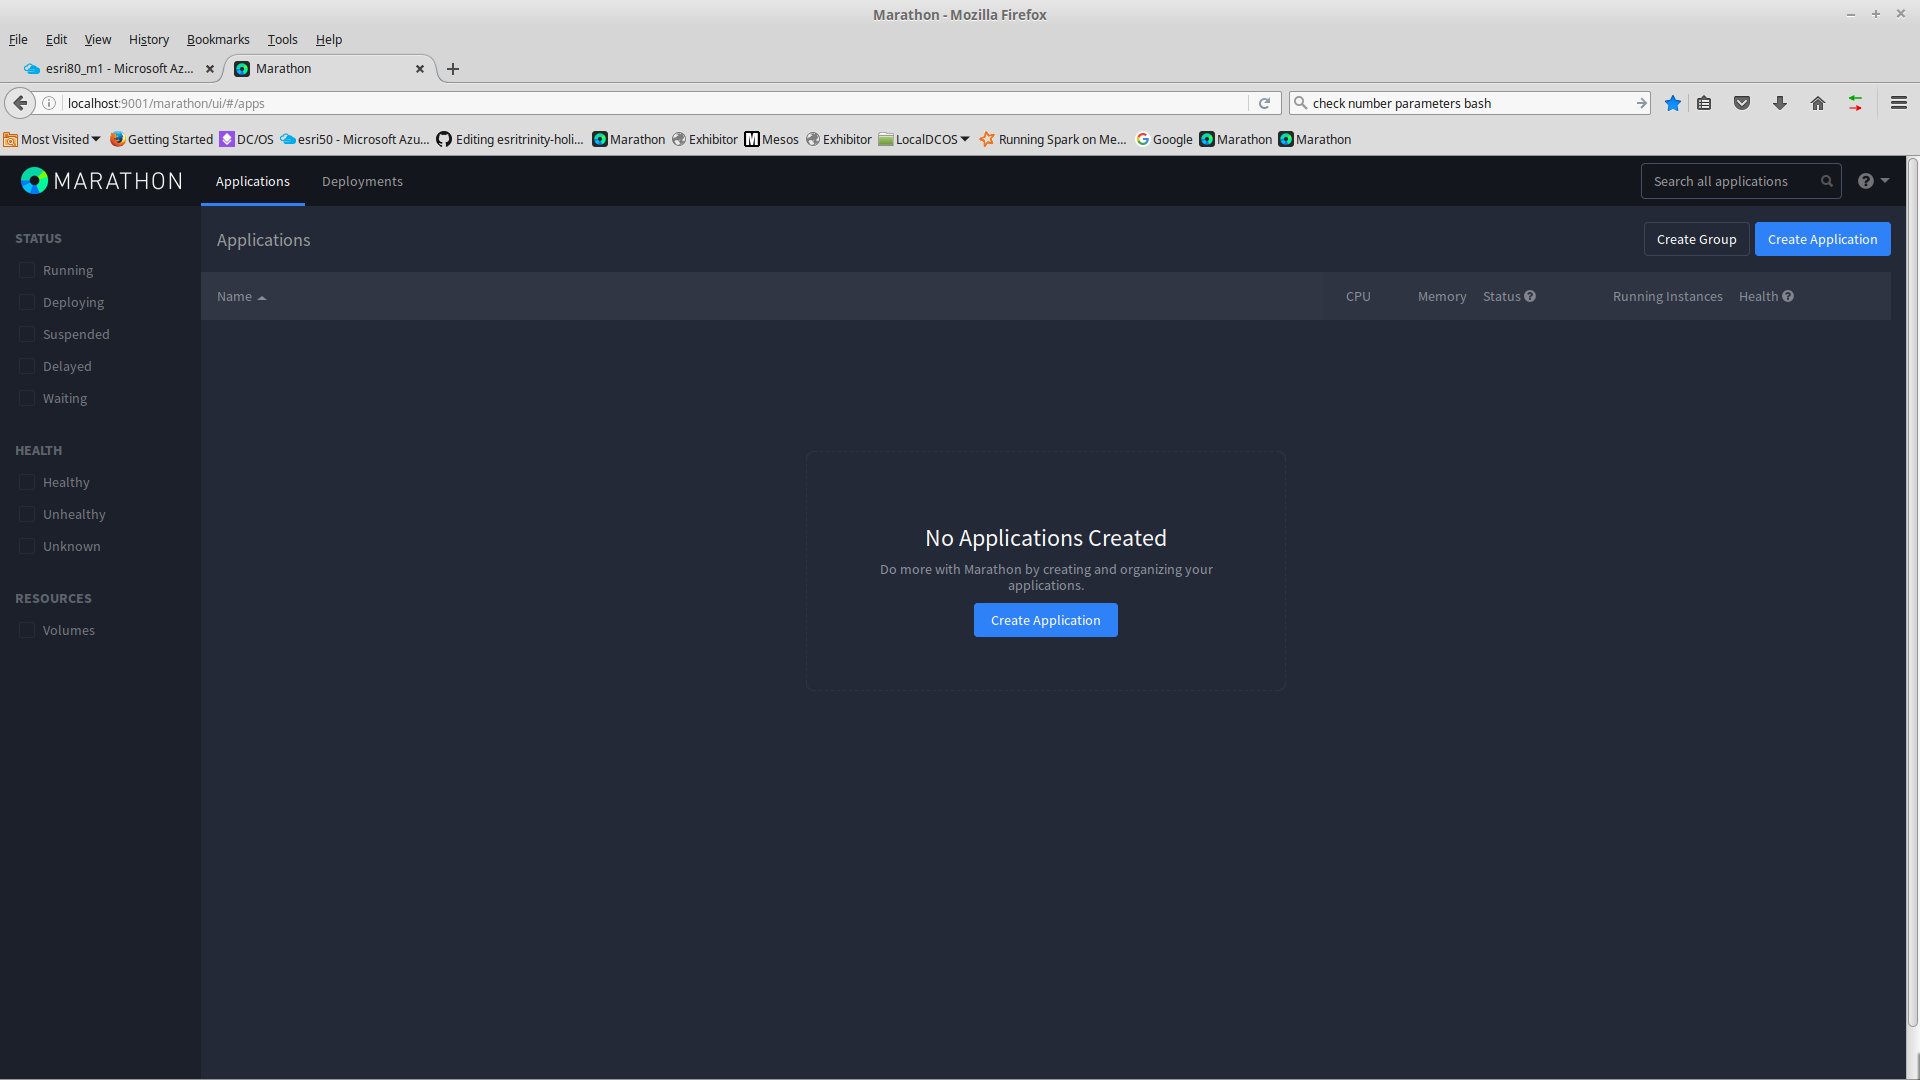 Marathon - Mozilla Firefox
File Edit View History Bookmarks Tools Help
esri80_m1 - Microsoft Az... Marathon
localhost:9001/marathon/ui/#/apps check number parameters bash
Most Visited Getting Started DC/OS esri50 - Microsoft Azu... Editing esritrinity-holi... Marathon Exhibitor Mesos Exhibitor LocalDCOS Running Spark on Me... Google Marathon Marathon
MARATHON Applications Deployments Search all applications
STATUS
Running
Deploying
Suspended
Delayed
Waiting
HEALTH
Healthy
Unhealthy
Unknown
RESOURCES
Volumes
Applications Create Group Create Application
Name CPU Memory Status Running Instances Health
No Applications Created
Do more with Marathon by creating and organizing your
applications.
Create Application